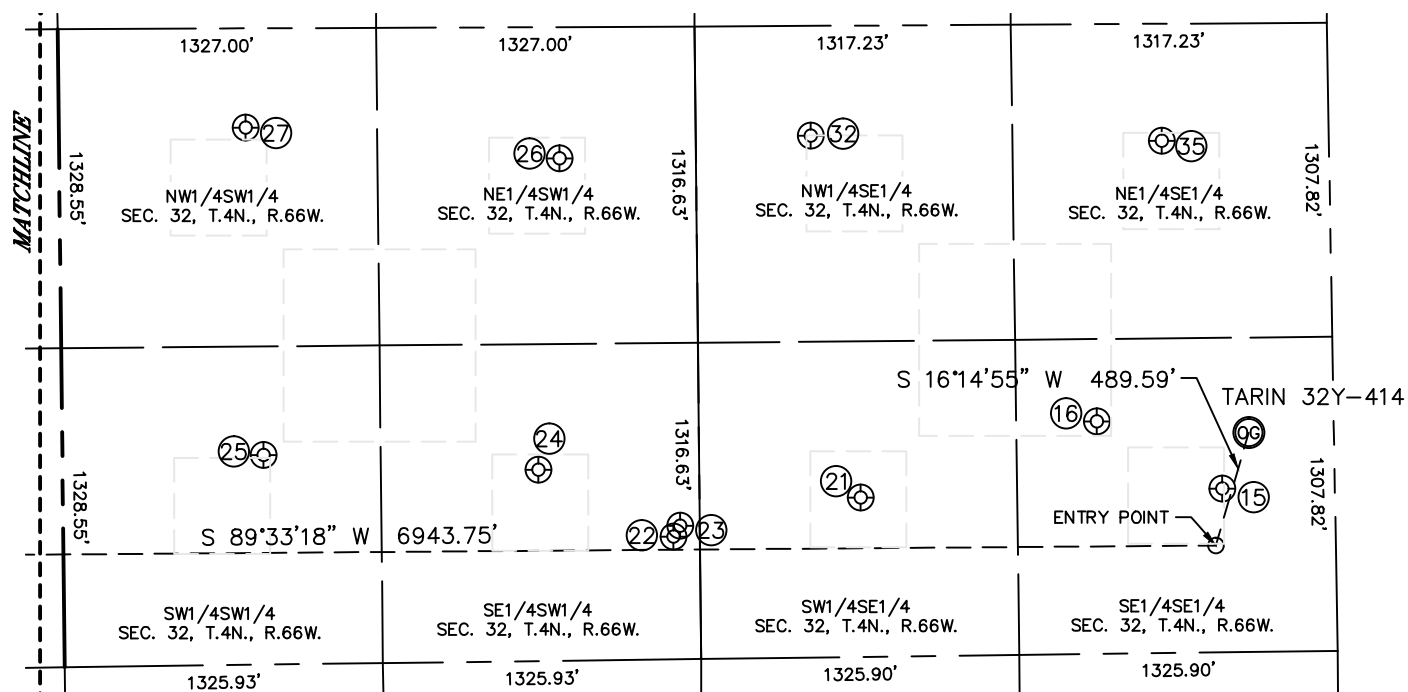 1327.00'
1327.00'
1317.23'
1317.23'
MATCHLINE
27
26
32
35
1328.55'
1316.63'
1307.82'
NW1/4SW1/4
SEC. 32, T.4N., R.66W.
NE1/4SW1/4
SEC. 32, T.4N., R.66W.
NW1/4SE1/4
SEC. 32, T.4N., R.66W.
NE1/4SE1/4
SEC. 32, T.4N., R.66W.
S 16°14'55" W 489.59'
TARIN 32Y-414
OG
16
25
24
21
15
1328.55'
1316.63'
1307.82'
ENTRY POINT
S 89°33'18" W 6943.75'
22
23
SW1/4SW1/4
SEC. 32, T.4N., R.66W.
SE1/4SW1/4
SEC. 32, T.4N., R.66W.
SW1/4SE1/4
SEC. 32, T.4N., R.66W.
SE1/4SE1/4
SEC. 32, T.4N., R.66W.
1325.93'
1325.93'
1325.90'
1325.90'